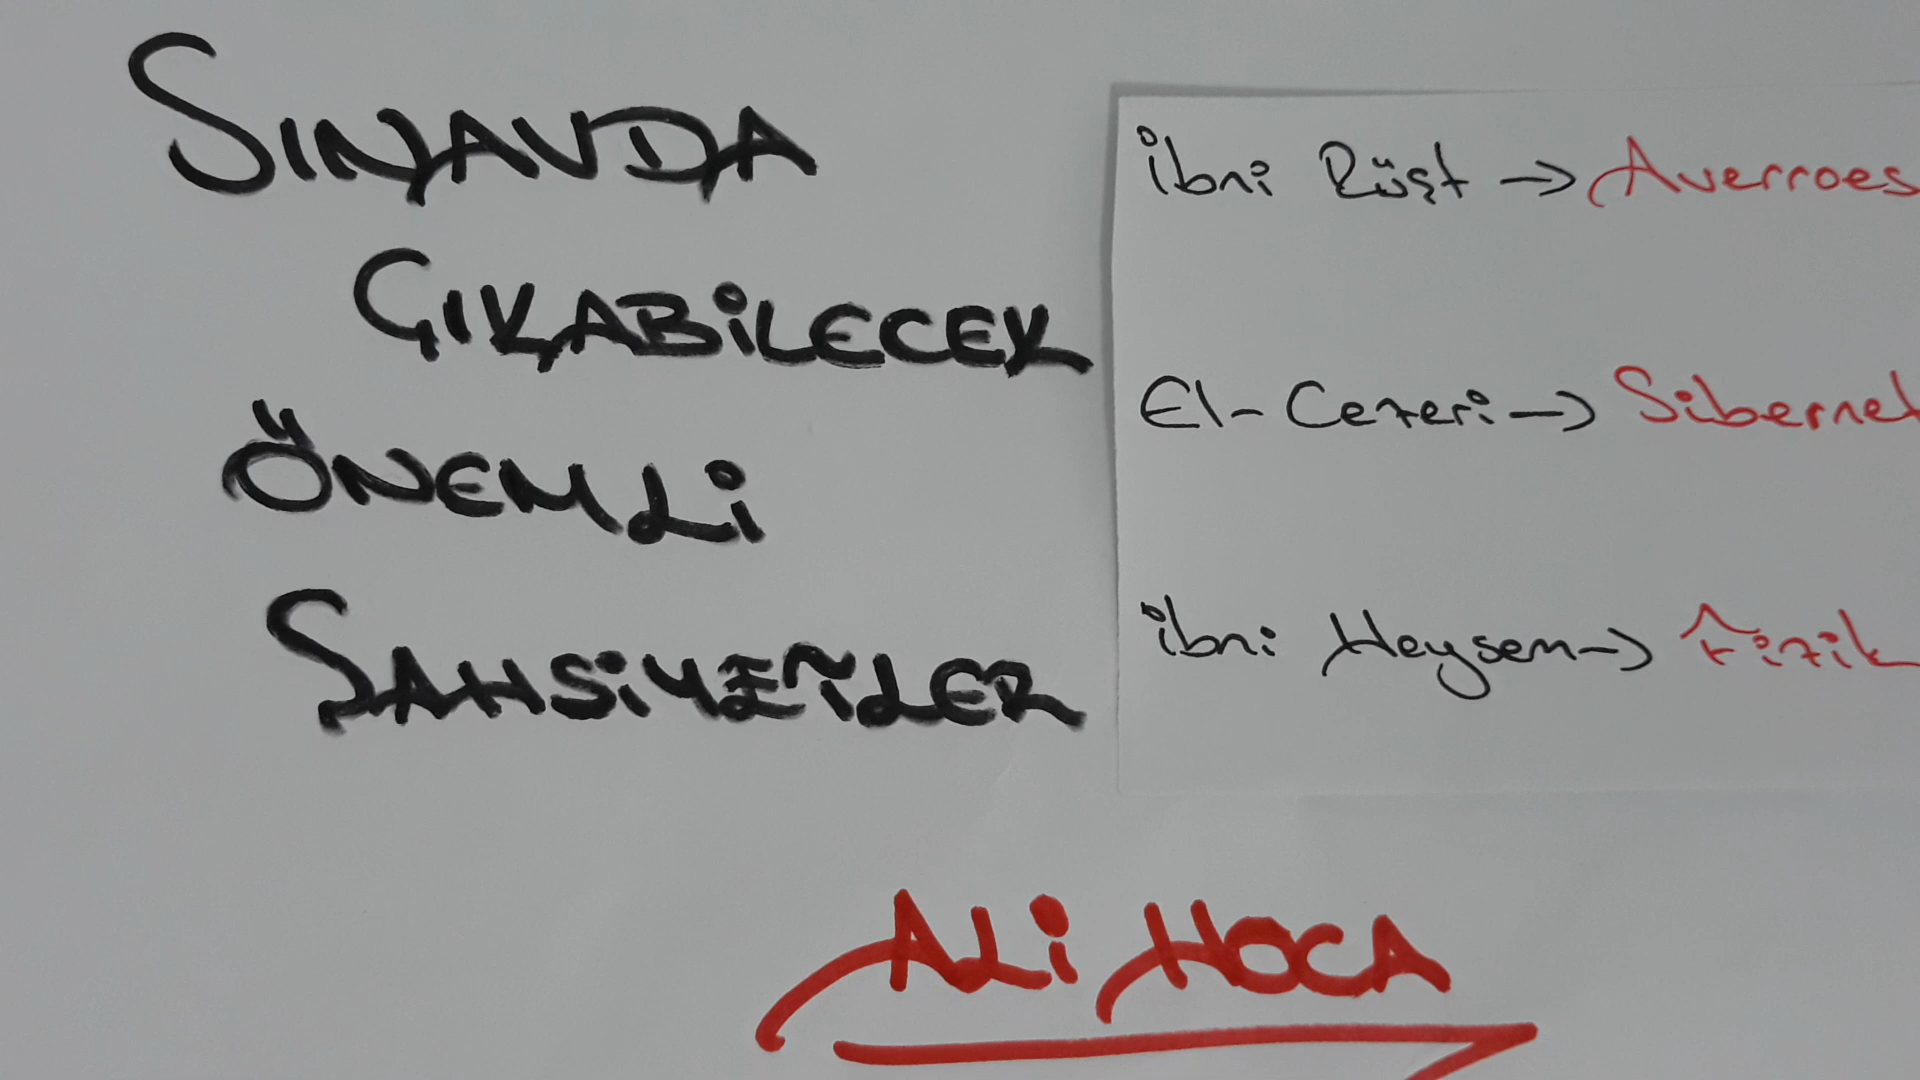 SINAVDA
ÇIKABİLECEK
ÖNEMLİ
ŞAHSİYETLER
İbni Rüşt → Averroes
El-Cezeri → Sibernet
İbni Heysem → Fizik
ALİ HOCA